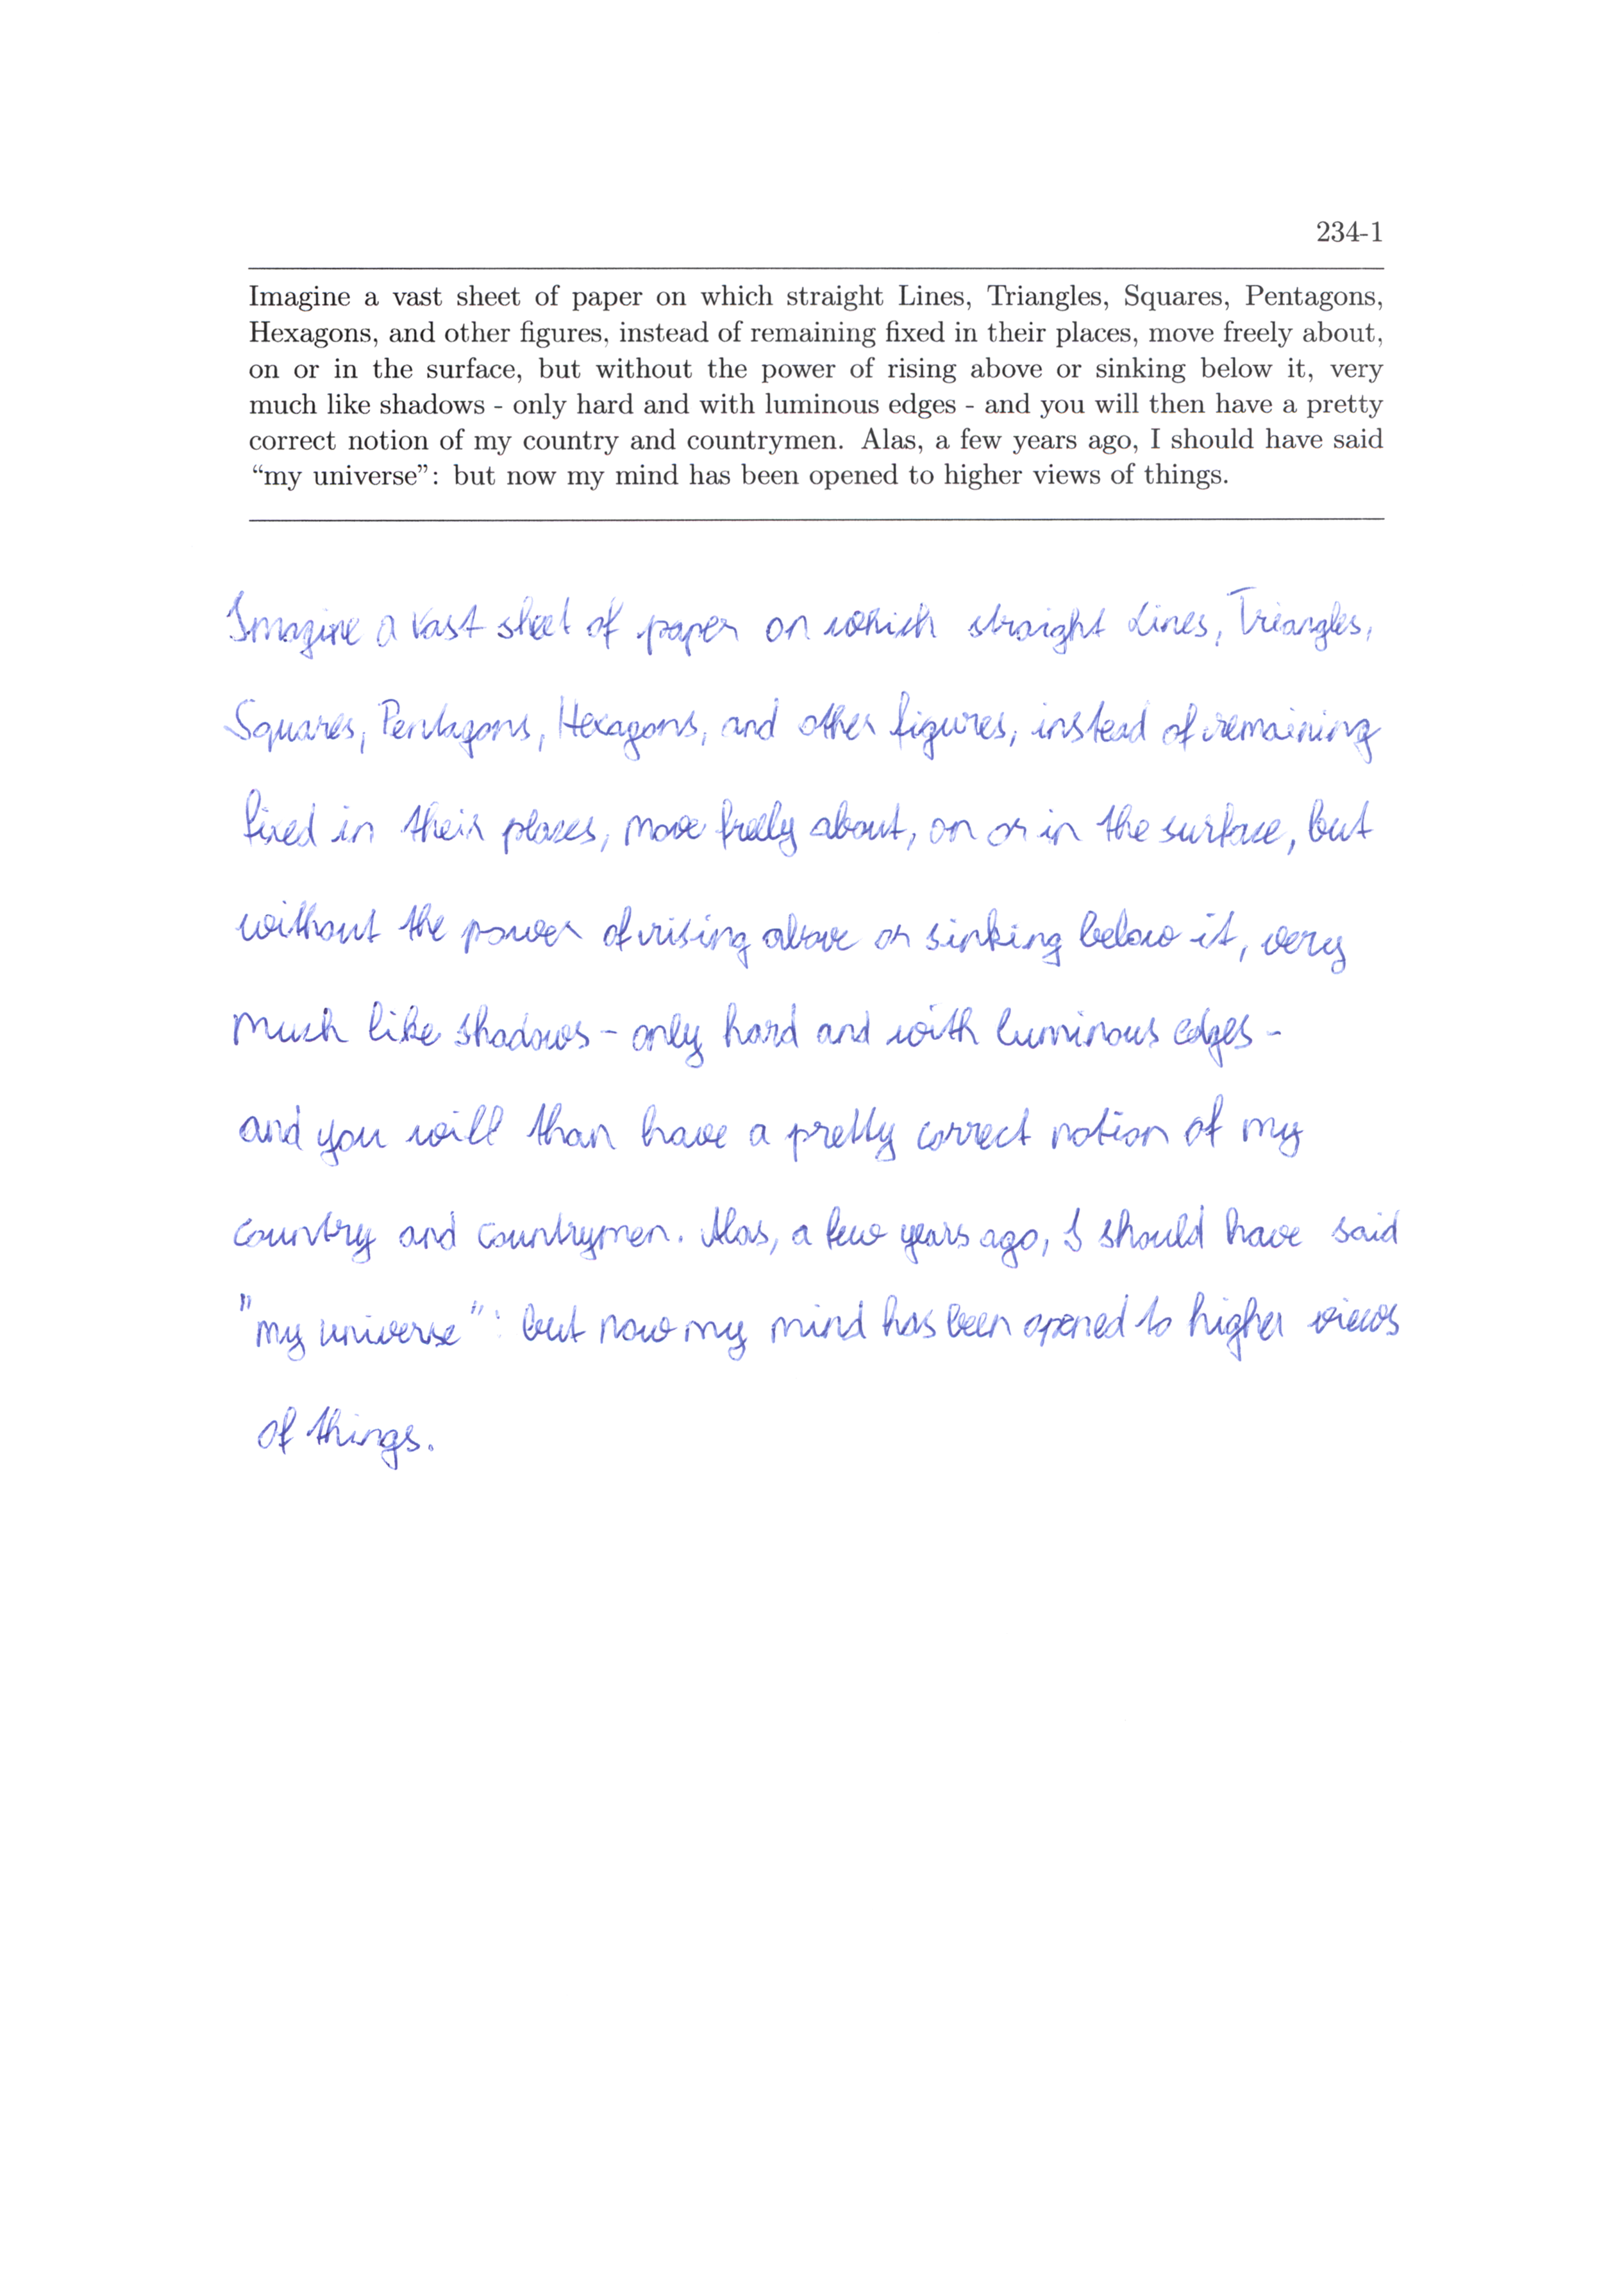 234-1
Imagine a vast sheet of paper on which straight Lines, Triangles, Squares, Pentagons,
Hexagons, and other figures, instead of remaining fixed in their places, move freely about,
on or in the surface, but without the power of rising above or sinking below it, very
much like shadows - only hard and with luminous edges - and you will then have a pretty
correct notion of my country and countrymen. Alas, a few years ago, I should have said
“my universe”: but now my mind has been opened to higher views of things.
Imagine a vast sheet of paper on which straight Lines, Triangles,
Squares, Pentagons, Hexagons, and other figures, instead of remaining
fixed in their places, move freely about, on or in the surface, but
without the power of rising above or sinking below it, very
much like shadows - only hard and with luminous edges -
and you will than have a pretty correct notion of my
country and countrymen. Alas, a few years ago, I should have said
"my universe": but now my mind has been opened to higher views
of things.